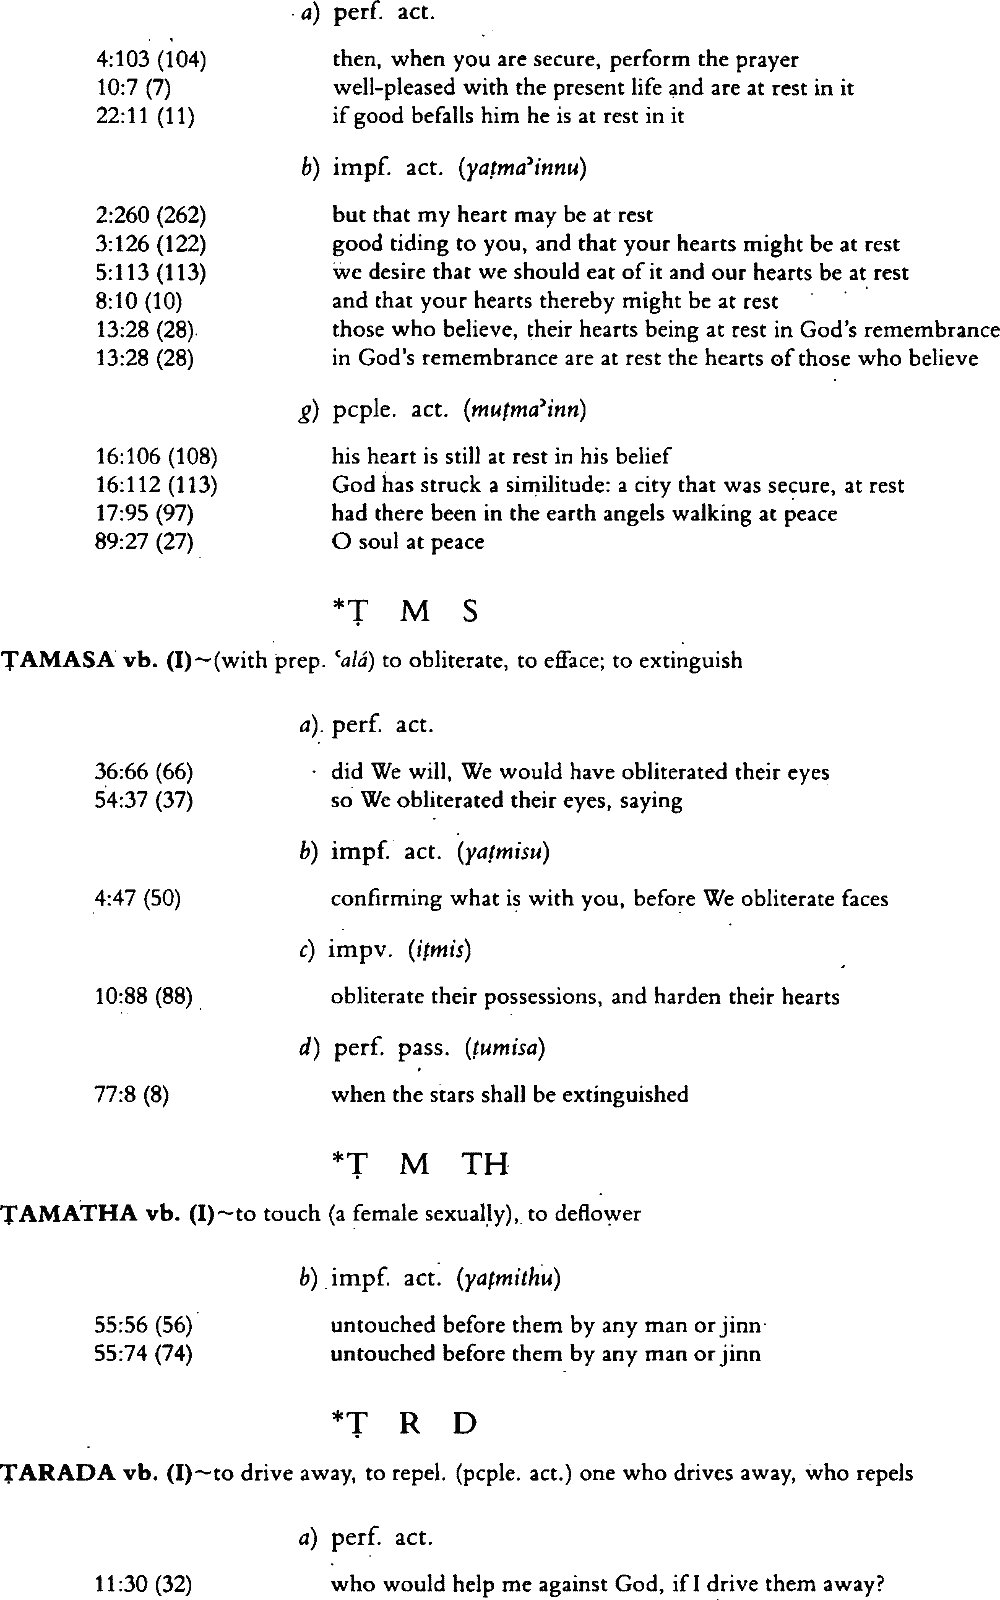 a) perf. act.
4:103 (104) then, when you are secure, perform the prayer
10:7 (7) well-pleased with the present life and are at rest in it
22:11 (11) if good befalls him he is at rest in it
b) impf. act. (yaṭmaʾinnu)
2:260 (262) but that my heart may be at rest
3:126 (122) good tiding to you, and that your hearts might be at rest
5:113 (113) we desire that we should eat of it and our hearts be at rest
8:10 (10) and that your hearts thereby might be at rest
13:28 (28) those who believe, their hearts being at rest in God's remembrance
13:28 (28) in God's remembrance are at rest the hearts of those who believe
g) pcple. act. (muṭmaʾinn)
16:106 (108) his heart is still at rest in his belief
16:112 (113) God has struck a similitude: a city that was secure, at rest
17:95 (97) had there been in the earth angels walking at peace
89:27 (27) O soul at peace
*Ṭ M S
ṬAMASA vb. (I)~(with prep. ʿalá) to obliterate, to efface; to extinguish
a) perf. act.
36:66 (66) did We will, We would have obliterated their eyes
54:37 (37) so We obliterated their eyes, saying
b) impf. act. (yaṭmisu)
4:47 (50) confirming what is with you, before We obliterate faces
c) impv. (iṭmis)
10:88 (88) obliterate their possessions, and harden their hearts
d) perf. pass. (ṭumisa)
77:8 (8) when the stars shall be extinguished
*Ṭ M TH
ṬAMATHA vb. (I)~to touch (a female sexually), to deflower
b) impf. act. (yaṭmithu)
55:56 (56) untouched before them by any man or jinn
55:74 (74) untouched before them by any man or jinn
*Ṭ R D
ṬARADA vb. (I)~to drive away, to repel. (pcple. act.) one who drives away, who repels
a) perf. act.
11:30 (32) who would help me against God, if I drive them away?